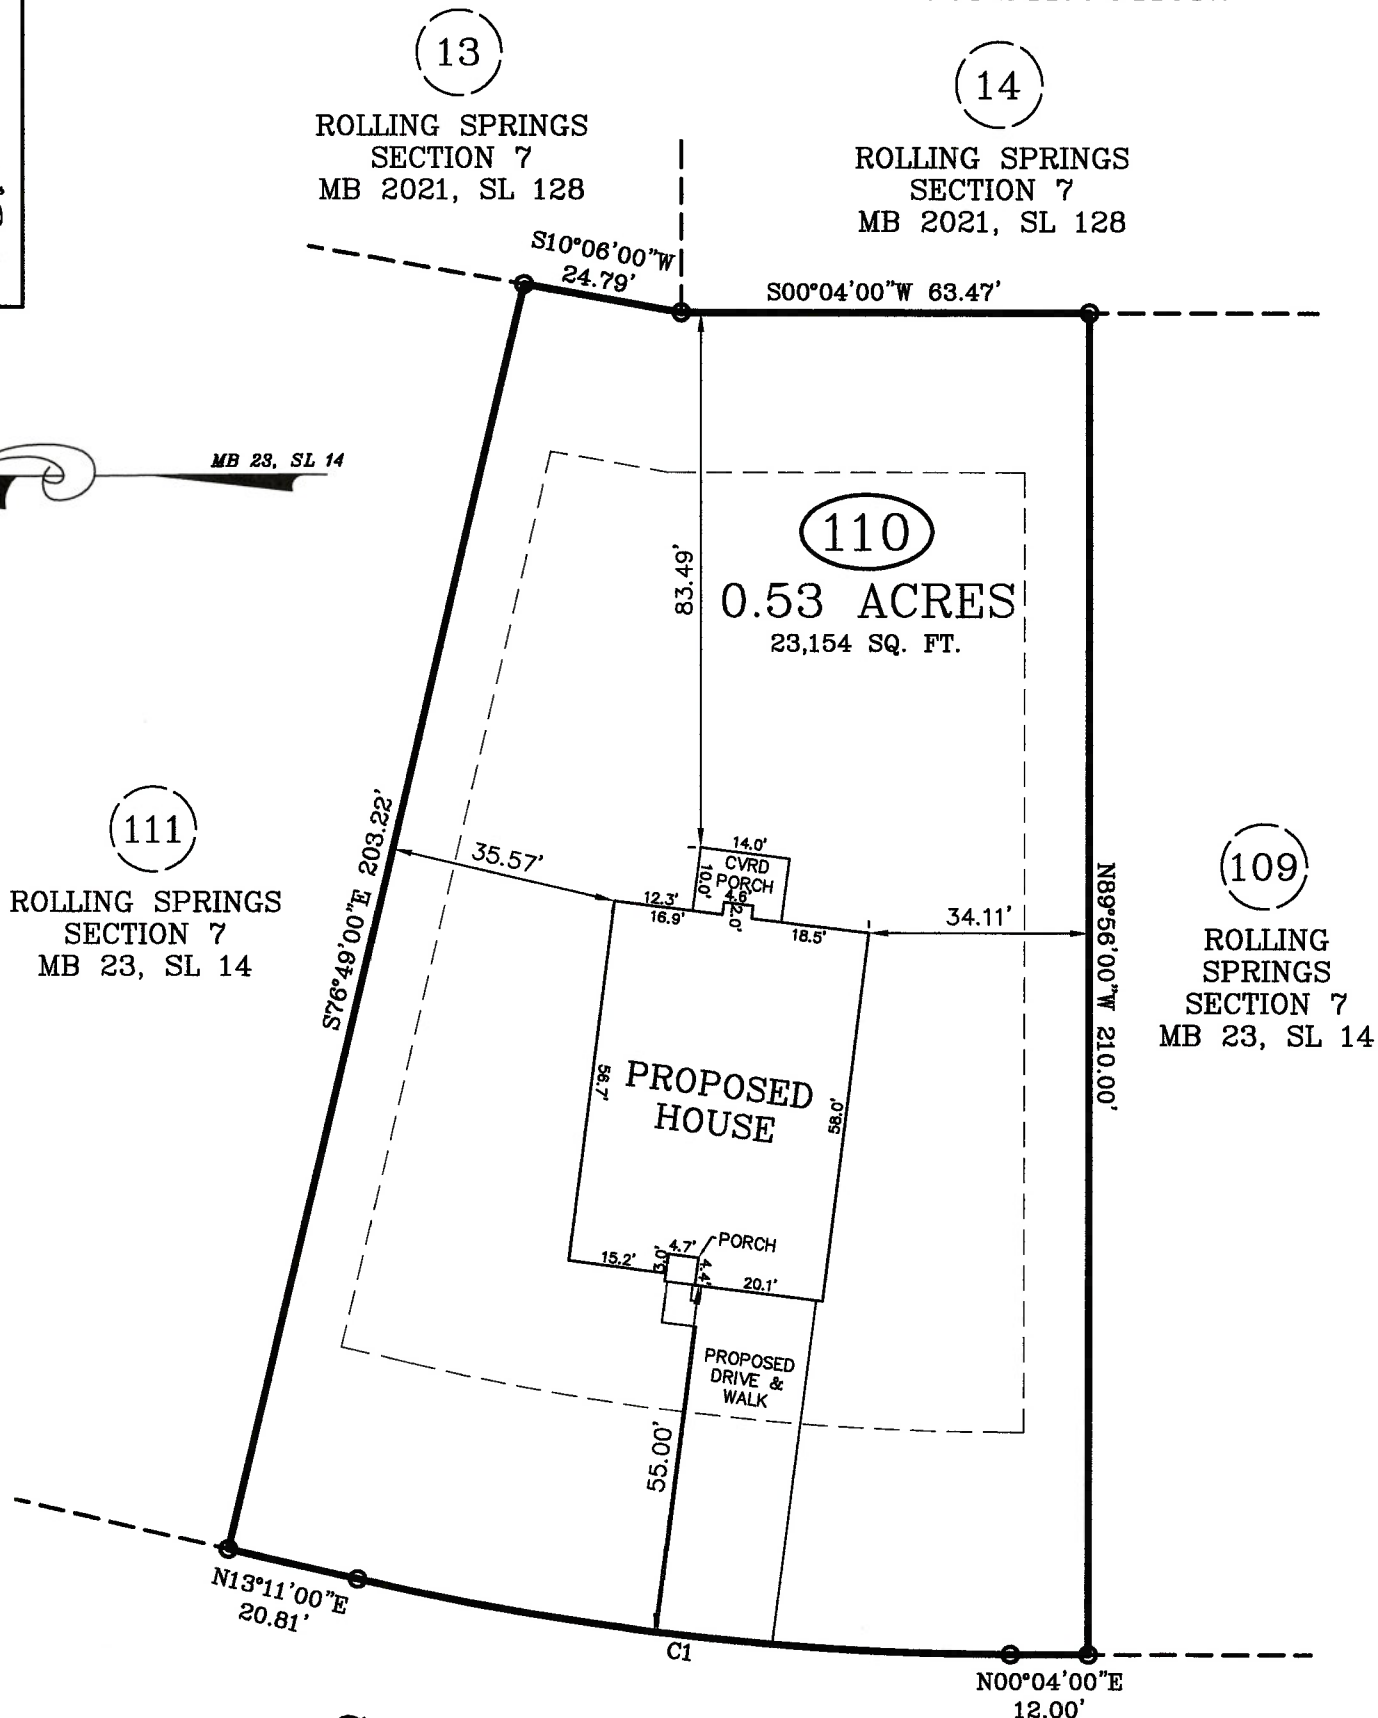 13
ROLLING SPRINGS
SECTION 7
MB 2021, SL 128
14
ROLLING SPRINGS
SECTION 7
MB 2021, SL 128
S10°06'00"W
24.79'
S00°04'00"W 63.47'
MB 23, SL 14
110
0.53 ACRES
23,154 SQ. FT.
83.49'
S76°49'00"E 203.22'
111
ROLLING SPRINGS
SECTION 7
MB 23, SL 14
35.57'
14.0'
CVRD
PORCH
10.0'
12.3'
16.9'
4.6'
2.0'
18.5'
34.11'
N89°56'00"W 210.00'
109
ROLLING
SPRINGS
SECTION 7
MB 23, SL 14
56.7'
PROPOSED
HOUSE
58.0'
15.2'
3.0'
4.7'
PORCH
4.4'
20.1'
PROPOSED
DRIVE &
WALK
55.00'
N13°11'00"E
20.81'
C1
N00°04'00"E
12.00'